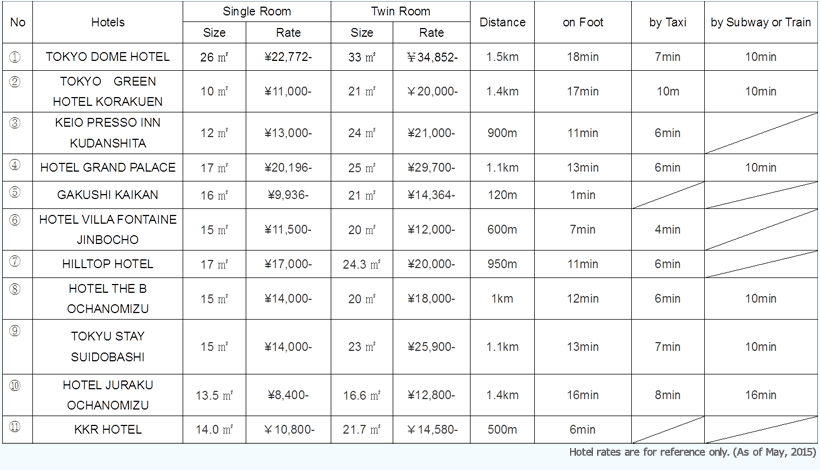 No Hotels Single Room Twin Room Distance on Foot by Taxi by Subway or Train
Size Rate Size Rate
① TOKYO DOME HOTEL 26 ㎡ ¥22,772- 33 ㎡ ¥34,852- 1.5km 18min 7min 10min
② TOKYO GREEN
HOTEL KORAKUEN 10 ㎡ ¥11,000- 21 ㎡ ¥20,000- 1.4km 17min 10m 10min
③ KEIO PRESSO INN
KUDANSHITA 12 ㎡ ¥13,000- 24 ㎡ ¥21,000- 900m 11min 6min
④ HOTEL GRAND PALACE 17 ㎡ ¥20,196- 25 ㎡ ¥29,700- 1.1km 13min 6min 10min
⑤ GAKUSHI KAIKAN 16 ㎡ ¥9,936- 21 ㎡ ¥14,364- 120m 1min
⑥ HOTEL VILLA FONTAINE
JINBOCHO 15 ㎡ ¥11,500- 20 ㎡ ¥12,000- 600m 7min 4min
⑦ HILLTOP HOTEL 17 ㎡ ¥17,000- 24.3 ㎡ ¥20,000- 950m 11min 6min
⑧ HOTEL THE B
OCHANOMIZU 15 ㎡ ¥14,000- 20 ㎡ ¥18,000- 1km 12min 6min 10min
⑨ TOKYU STAY
SUIDOBASHI 15 ㎡ ¥14,000- 23 ㎡ ¥25,900- 1.1km 13min 7min 10min
⑩ HOTEL JURAKU
OCHANOMIZU 13.5 ㎡ ¥8,400- 16.6 ㎡ ¥12,800- 1.4km 16min 8min 16min
⑪ KKR HOTEL 14.0 ㎡ ¥10,800- 21.7 ㎡ ¥14,580- 500m 6min
Hotel rates are for reference only. (As of May, 2015)